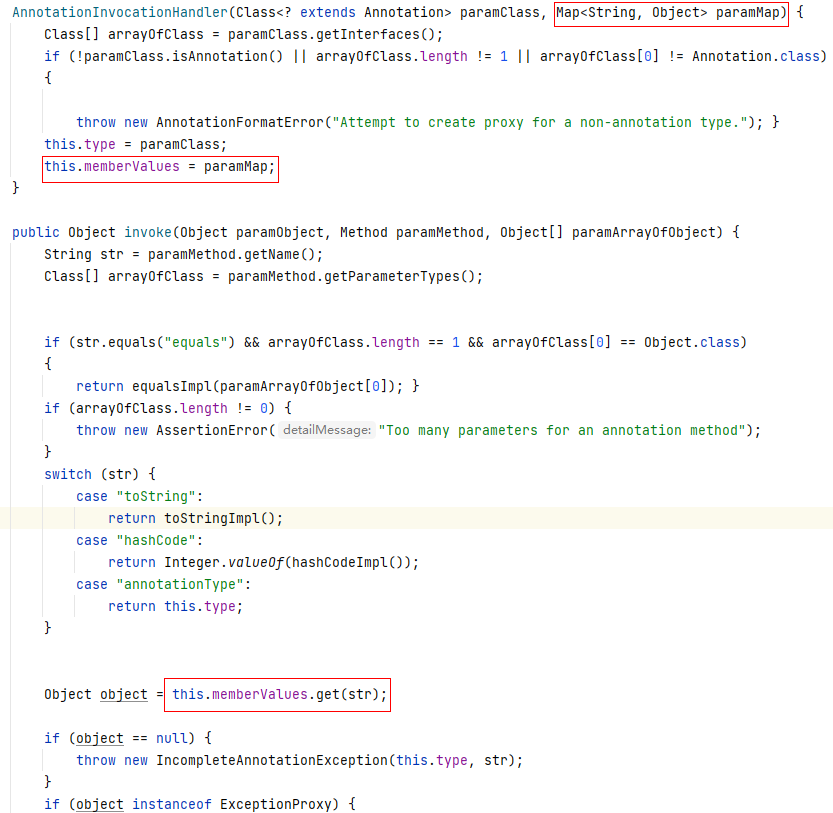 AnnotationInvocationHandler(Class<? extends Annotation> paramClass, Map<String, Object> paramMap) {
    Class[] arrayOfClass = paramClass.getInterfaces();
    if (!paramClass.isAnnotation() || arrayOfClass.length != 1 || arrayOfClass[0] != Annotation.class)
    {
        throw new AnnotationFormatError("Attempt to create proxy for a non-annotation type."); }
    this.type = paramClass;
    this.memberValues = paramMap;
}
public Object invoke(Object paramObject, Method paramMethod, Object[] paramArrayOfObject) {
    String str = paramMethod.getName();
    Class[] arrayOfClass = paramMethod.getParameterTypes();
    if (str.equals("equals") && arrayOfClass.length == 1 && arrayOfClass[0] == Object.class)
    {
        return equalsImpl(paramArrayOfObject[0]); }
    if (arrayOfClass.length != 0) {
        throw new AssertionError( detailMessage: "Too many parameters for an annotation method");
    }
    switch (str) {
        case "toString":
            return toStringImpl();
        case "hashCode":
            return Integer.valueOf(hashCodeImpl());
        case "annotationType":
            return this.type;
    }
    Object object = this.memberValues.get(str);
    if (object == null) {
        throw new IncompleteAnnotationException(this.type, str);
    }
    if (object instanceof ExceptionProxy) {